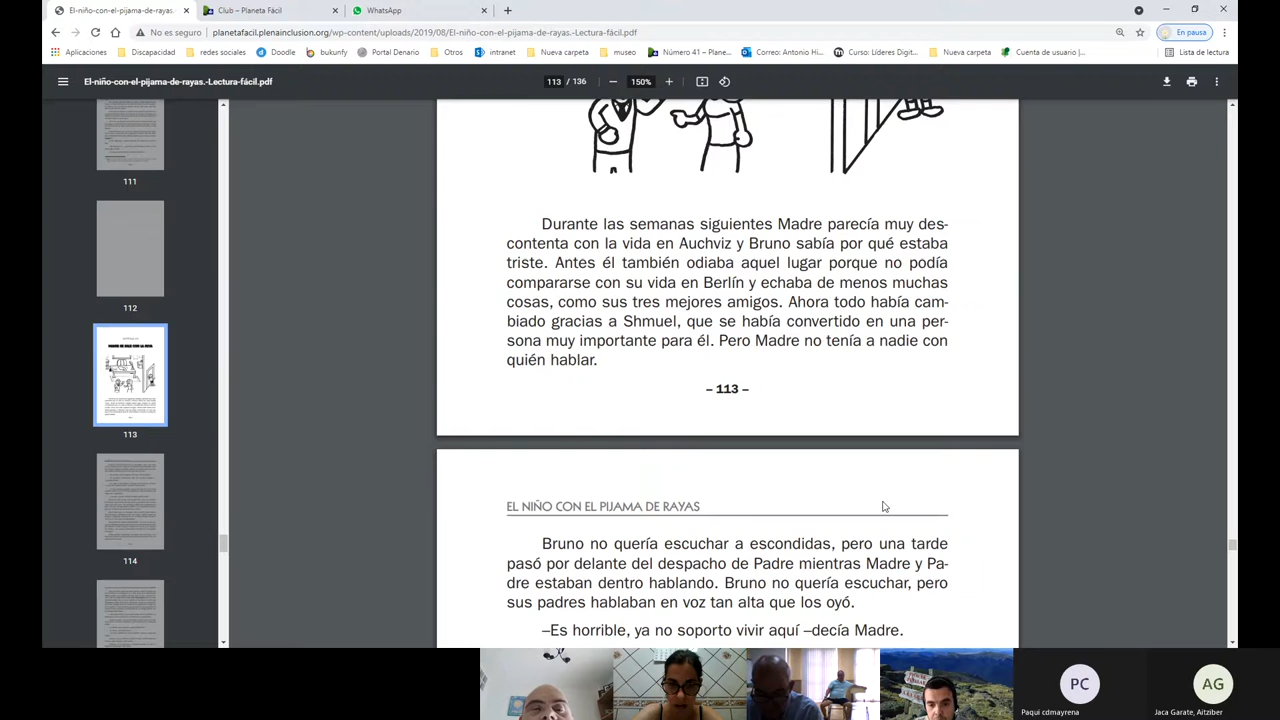 El-niño-con-el-pijama-de-rayas.-
Club – Planeta Fácil
WhatsApp
No es seguro
planetafacil.plenainclusion.org/wp-content/uploads/2019/08/El-nino-con-el-pijama-de-rayas.-Lectura-fácil.pdf
En pausa
Aplicaciones
Discapacidad
redes sociales
Doodle
bukunfy
Portal Denario
Otros
intranet
Nueva carpeta
museo
Número 41 – Plane...
Correo: Antonio Hi...
Curso: Líderes Digit...
Nueva carpeta
Cuenta de usuario|...
Lista de lectura
El-niño-con-el-pijama-de-rayas.-Lectura-fácil.pdf
113 / 136
150%
111
112
113
114
Durante las semanas siguientes Madre parecía muy des-
contenta con la vida en Auchviz y Bruno sabía por qué estaba
triste. Antes él también odiaba aquel lugar porque no podía
compararse con su vida en Berlín y echaba de menos muchas
cosas, como sus tres mejores amigos. Ahora todo había cam-
biado gracias a Shmuel, que se había convertido en una per-
sona muy importante para él. Pero Madre no tenía a nadie con
quién hablar.
– 113 –
EL NIÑO CON EL PIJAMA DE RAYAS
Bruno no quería escuchar a escondidas, pero una tarde
pasó por delante del despacho de Padre mientras Madre y Pa-
dre estaban dentro hablando. Bruno no quería escuchar, pero
sus padres hablaban en voz tan alta que los oyó.
–Es horrible, ya no soporto vivir aquí –decía Madre.
PC
Paqui cdmayrena
AG
Jaca Garate, Aitziber